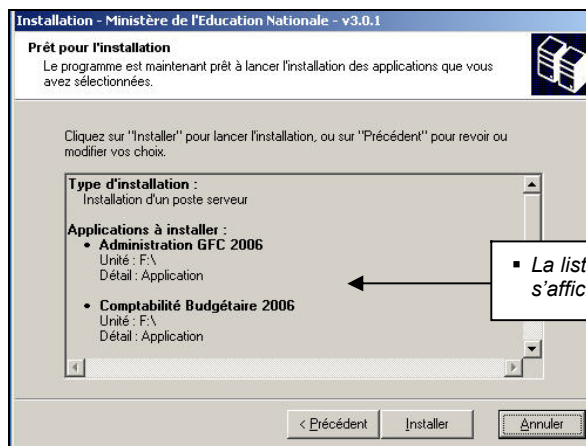 Installation - Ministère de l'Education Nationale - v3.0.1
Prêt pour l'installation
Le programme est maintenant prêt à lancer l'installation des applications que vous
avez sélectionnées.
Cliquez sur "Installer" pour lancer l'installation, ou sur "Précédent" pour revoir ou
modifier vos choix.
Type d'installation :
Installation d'un poste serveur
Applications à installer :
• Administration GFC 2006
Unité : F:\
Détail : Application
• Comptabilité Budgétaire 2006
Unité : F:\
Détail : Application
▪ La list
s'affic
< Précédent
Installer
Annuler